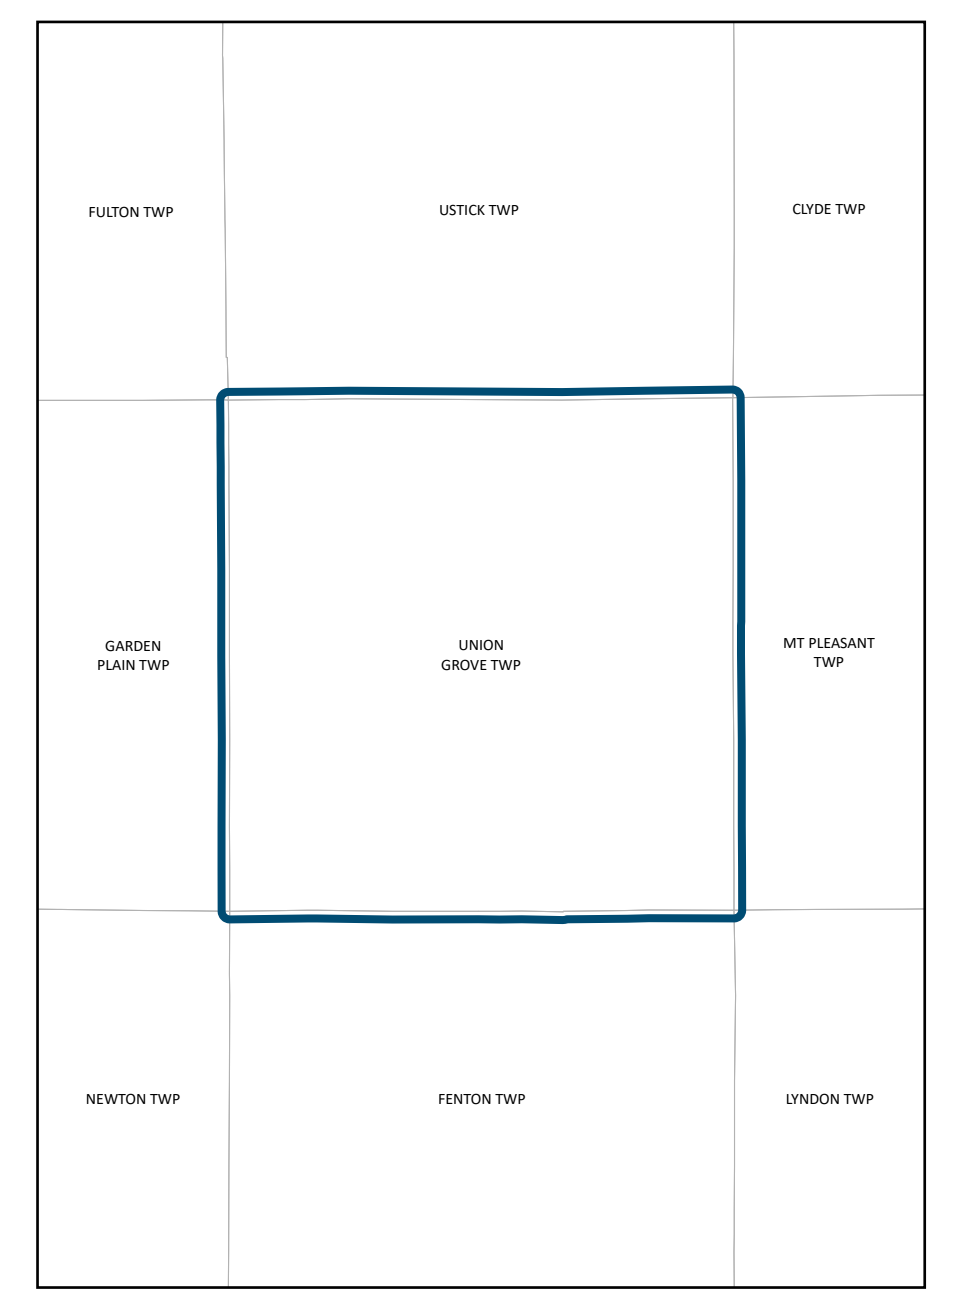 FULTON TWP
USTICK TWP
CLYDE TWP
GARDEN
PLAIN TWP
UNION
GROVE TWP
MT PLEASANT
TWP
NEWTON TWP
FENTON TWP
LYNDON TWP